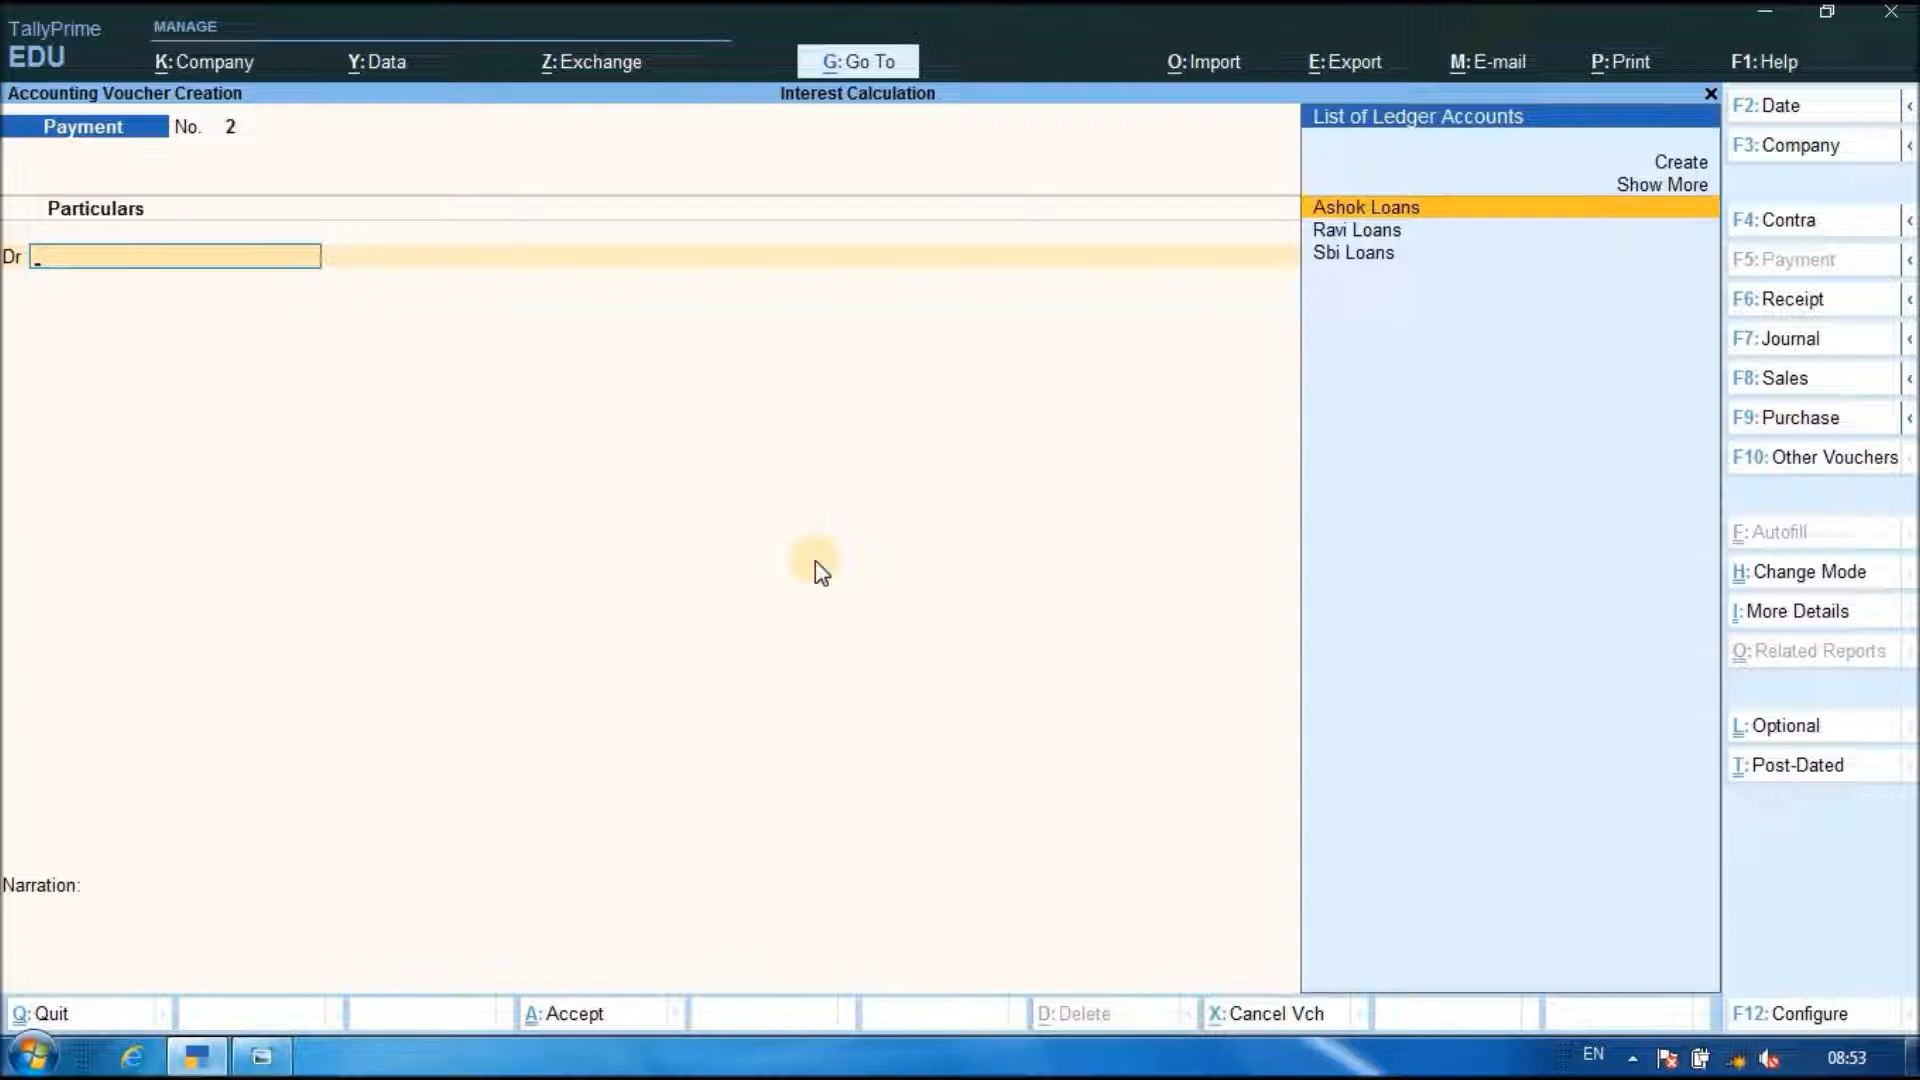 TallyPrime
EDU
MANAGE
K: Company
Y: Data
Z: Exchange
G: Go To
O: Import
E: Export
M: E-mail
P: Print
F1: Help
Accounting Voucher Creation
Interest Calculation
Payment No. 2
Particulars
Dr
Narration:
List of Ledger Accounts
Create
Show More
Ashok Loans
Ravi Loans
Sbi Loans
F2: Date
F3: Company
F4: Contra
F5: Payment
F6: Receipt
F7: Journal
F8: Sales
F9: Purchase
F10: Other Vouchers
F: Autofill
H: Change Mode
I: More Details
O: Related Reports
L: Optional
T: Post-Dated
Q: Quit
A: Accept
D: Delete
X: Cancel Vch
F12: Configure
EN
08:53